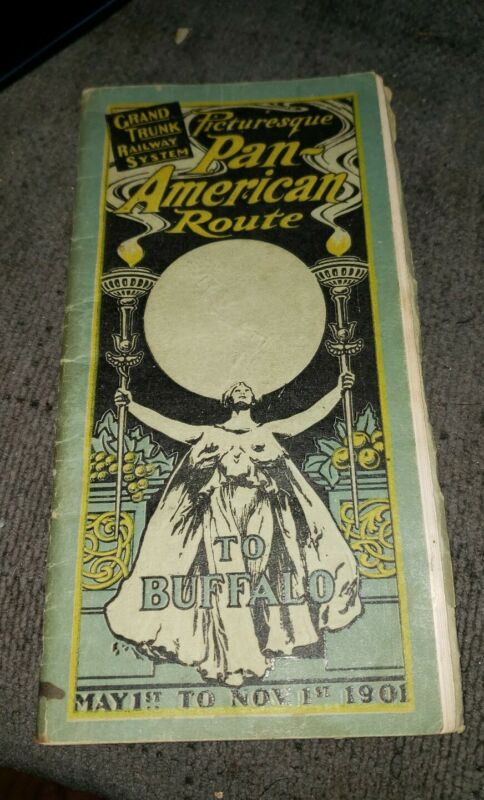 GRAND
TRUNK
RAILWAY
SYSTEM
Picturesque
Pan-
American
Route
TO
BUFFALO
MAY 1ST TO NOV. 1ST 1901